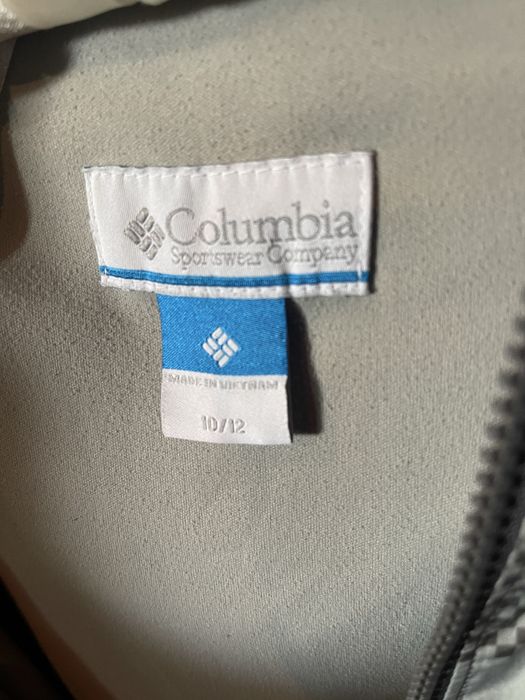 Columbia
Sportswear Company
MADE IN VIETNAM
10/12